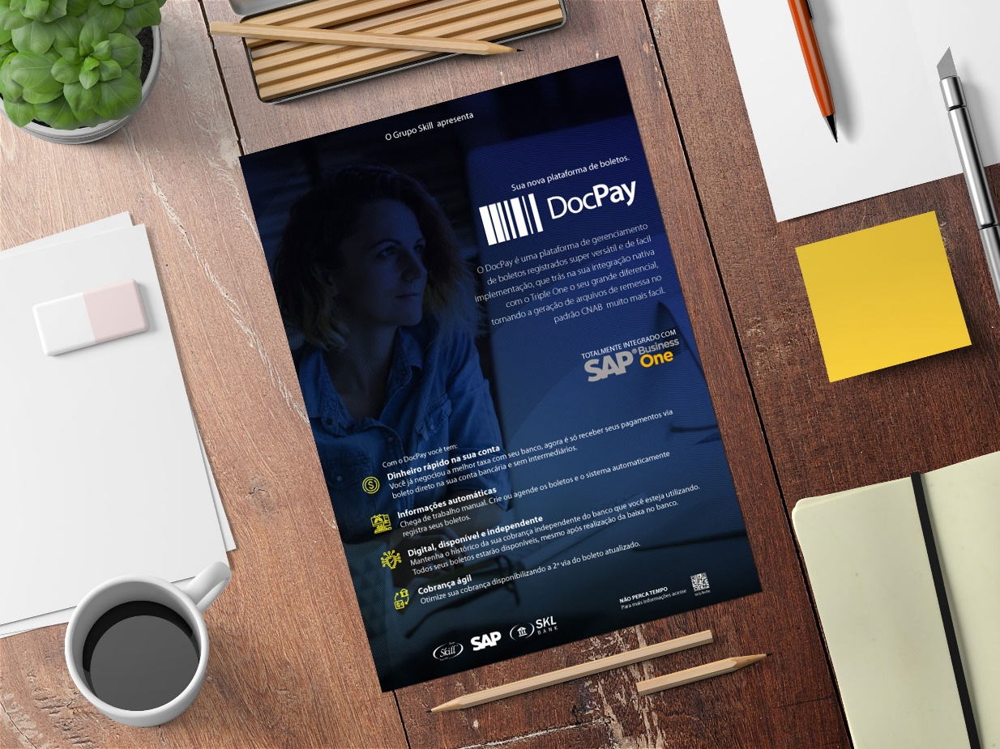 O Grupo Skill apresenta
Sua nova plataforma de boletos.
DocPay
O DocPay é uma plataforma de gerenciamento
de boletos registrados super versátil e de facil
implementação, que trás na sua integração nativa
com o Triple One o seu grande diferencial,
tornando a geração de arquivos de remessa no
padrão CNAB muito mais facil.
TOTALMENTE INTEGRADO COM
SAP® Business
One
Com o DocPay você tem:
Dinheiro rápido na sua conta
Você já negociou a melhor taxa com seu banco, agora é só receber seus pagamentos via
boleto direto na sua conta bancária e sem intermediários.
Informações automáticas
Chega de trabalho manual. Crie ou agende os boletos e o sistema automaticamente
registra seus boletos.
Digital, disponível e independente
Mantenha o histórico da sua cobrança independente do banco que você esteja utilizando.
Todos seus boletos estarão disponíveis, mesmo após realização da baixa no banco.
Cobrança ágil
Otimize sua cobrança disponibilizando a 2ª via do boleto atualizado.
NÃO PERCA TEMPO
Para mais informações acesse
Skill
SAP
SKL
BANK